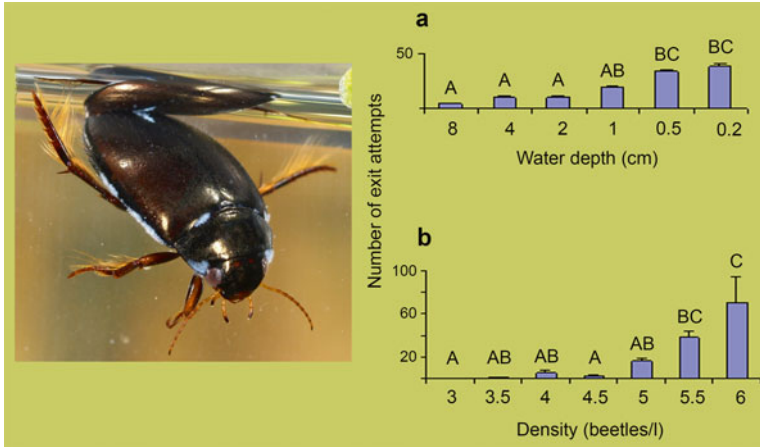 a
50
A A A AB BC BC
8 4 2 1 0.5 0.2
Water depth (cm)
Number of exit attempts
b
100
60
20
A AB AB A AB BC C
3 3.5 4 4.5 5 5.5 6
Density (beetles/l)